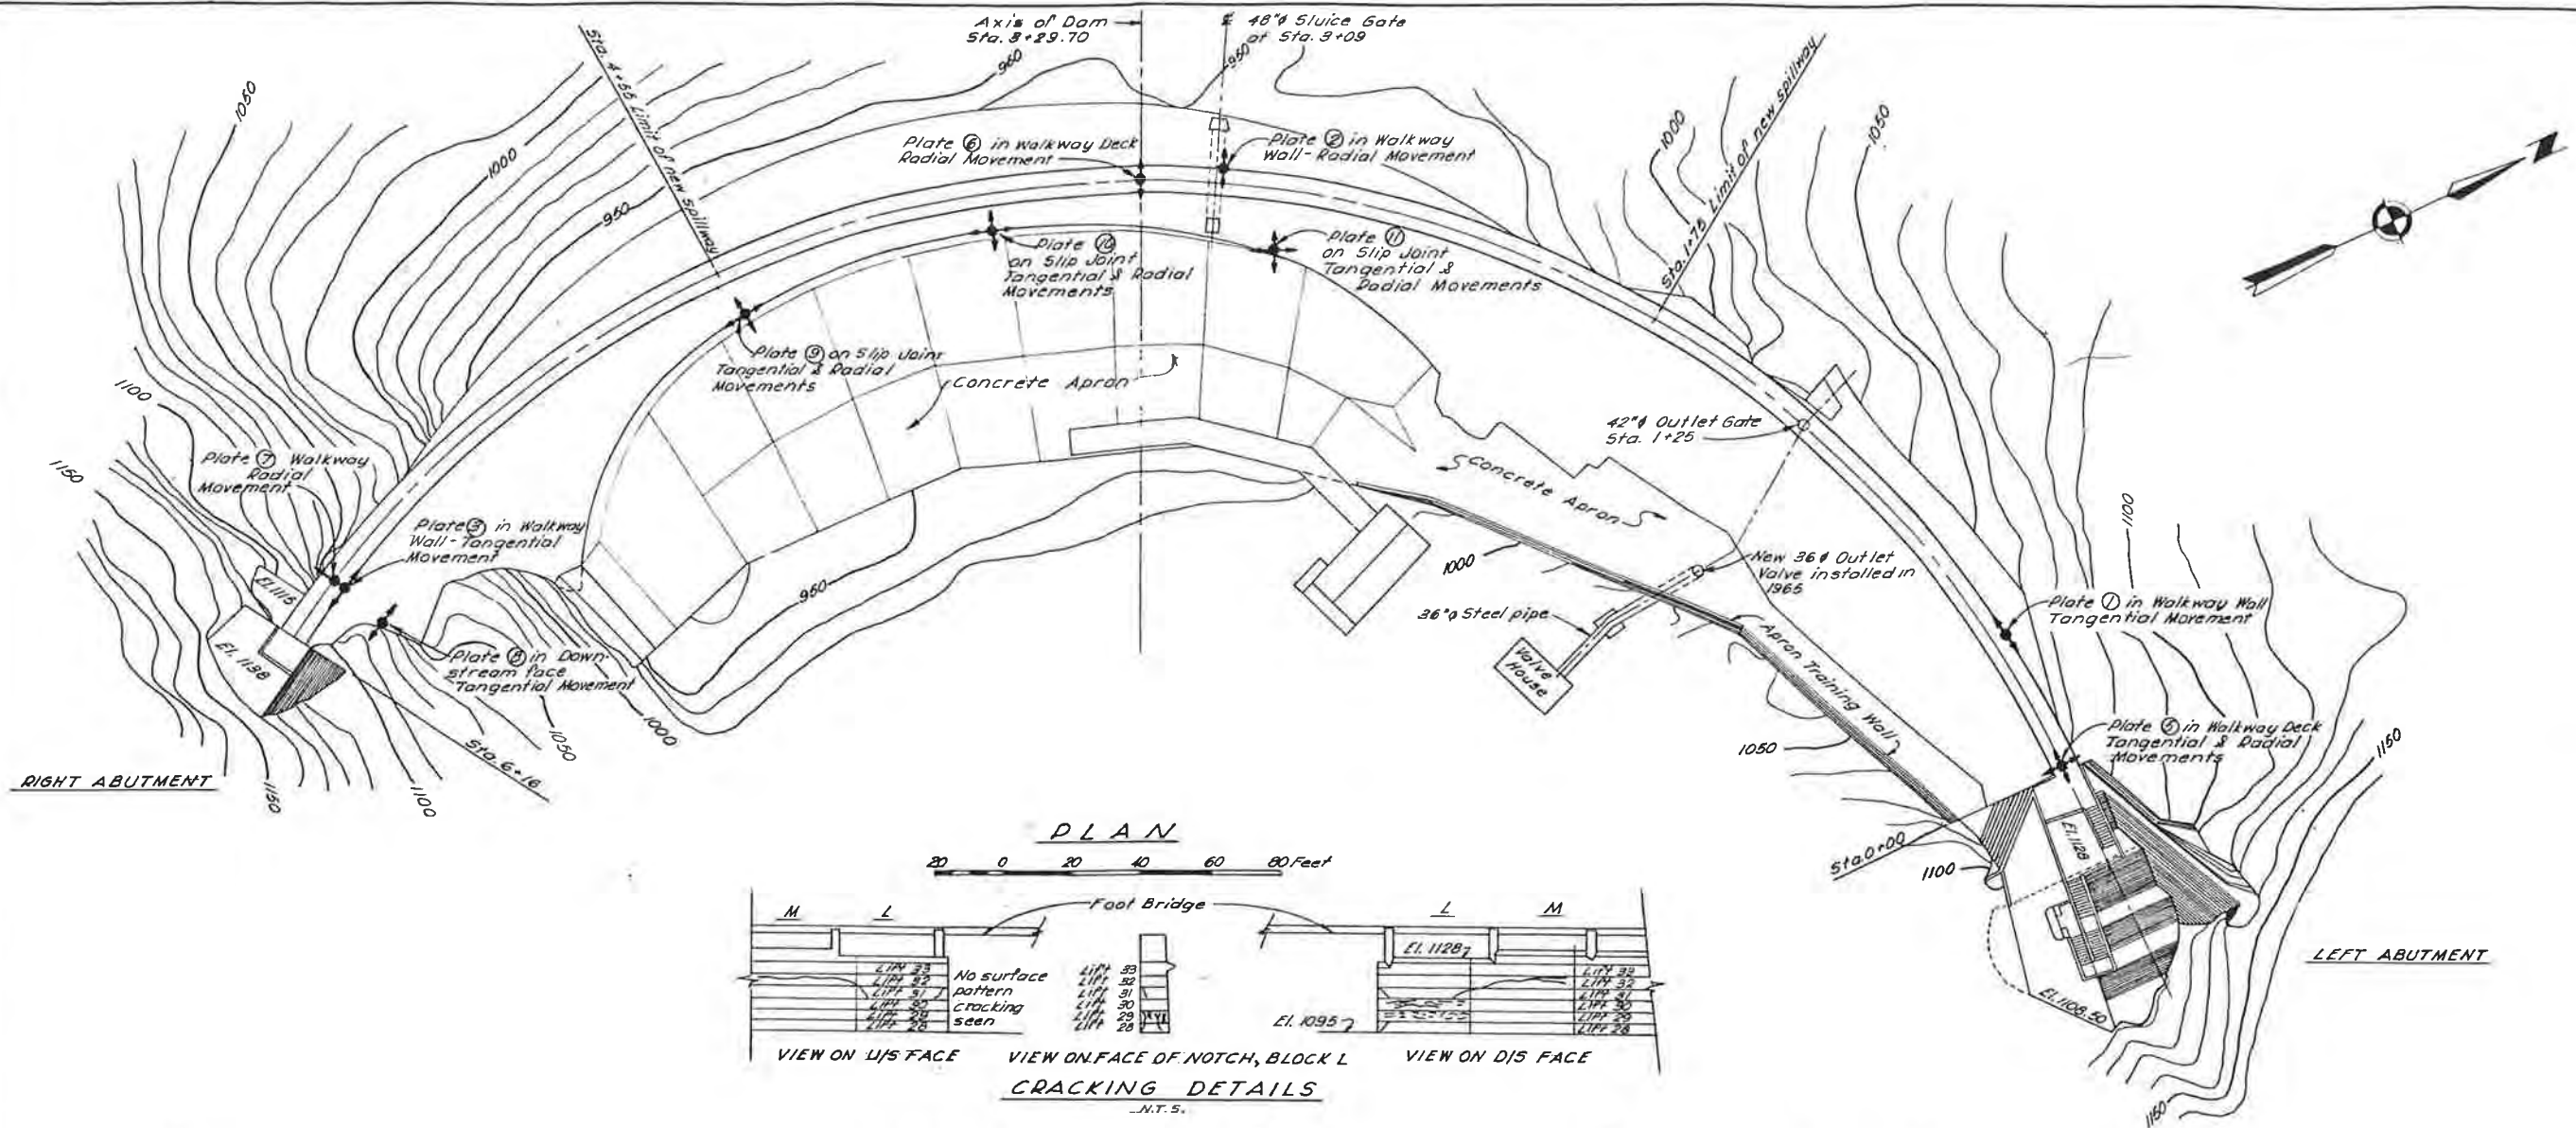 Axis of Dam
Sta. 3+29.70
48"ø Sluice Gate
at Sta. 3+09
Sta. 4+55 Limit of new spillway
Sta. 1+75 Limit of new spillway
960
950
1050
1000
950
1000
1050
N
Plate 6 in Walkway Deck
Radial Movement
Plate 2 in Walkway
Wall-Radial Movement
Plate 10
on Slip Joint
Tangential & Radial
Movements
Plate 11
on Slip Joint
Tangential &
Radial Movements
Plate 9 on Slip Joint
Tangential & Radial
Movements
Concrete Apron
42"ø Outlet Gate
Sta. 1+25
1100
1150
Plate 7 Walkway
Radial
Movement
Plate 3 in Walkway
Wall-Tangential
Movement
Concrete Apron
1000
1100
New 36ø Outlet
Valve installed in
1965
36"ø Steel pipe
Valve
House
Apron Training Wall
Plate 1 in Walkway Wall
Tangential Movement
El. 1115
El. 1138
950
Plate 8 in Down-
stream face
Tangential Movement
Plate 5 in Walkway Deck
Tangential & Radial
Movements
1150
1050
1000
1050
Sta. 6+16
1100
1150
RIGHT ABUTMENT
Sta. 0+00
1100
El. 1128
El. 1108.50
1150
LEFT ABUTMENT
PLAN
20 0 20 40 60 80 Feet
M L Foot Bridge L M
El. 1128
Lift 33
Lift 32
Lift 31
Lift 30
Lift 29
Lift 28
No surface
pattern
cracking
seen
Lift 33
Lift 32
Lift 31
Lift 30
Lift 29
Lift 28
El. 1095
Lift 33
Lift 32
Lift 31
Lift 30
Lift 29
Lift 28
VIEW ON U/S FACE
VIEW ON FACE OF NOTCH, BLOCK L
VIEW ON D/S FACE
CRACKING DETAILS
N.T.S.